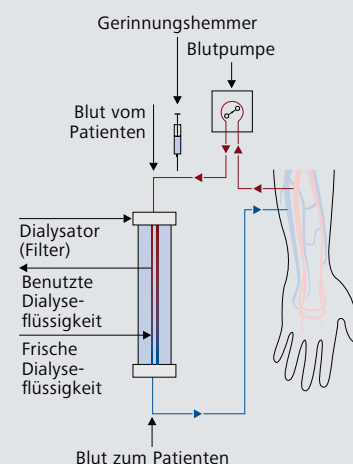 Gerinnungshemmer
Blutpumpe
Blut vom
Patienten
Dialysator
(Filter)
Benutzte
Dialyse-
flüssigkeit
Frische
Dialyse-
flüssigkeit
Blut zum Patienten